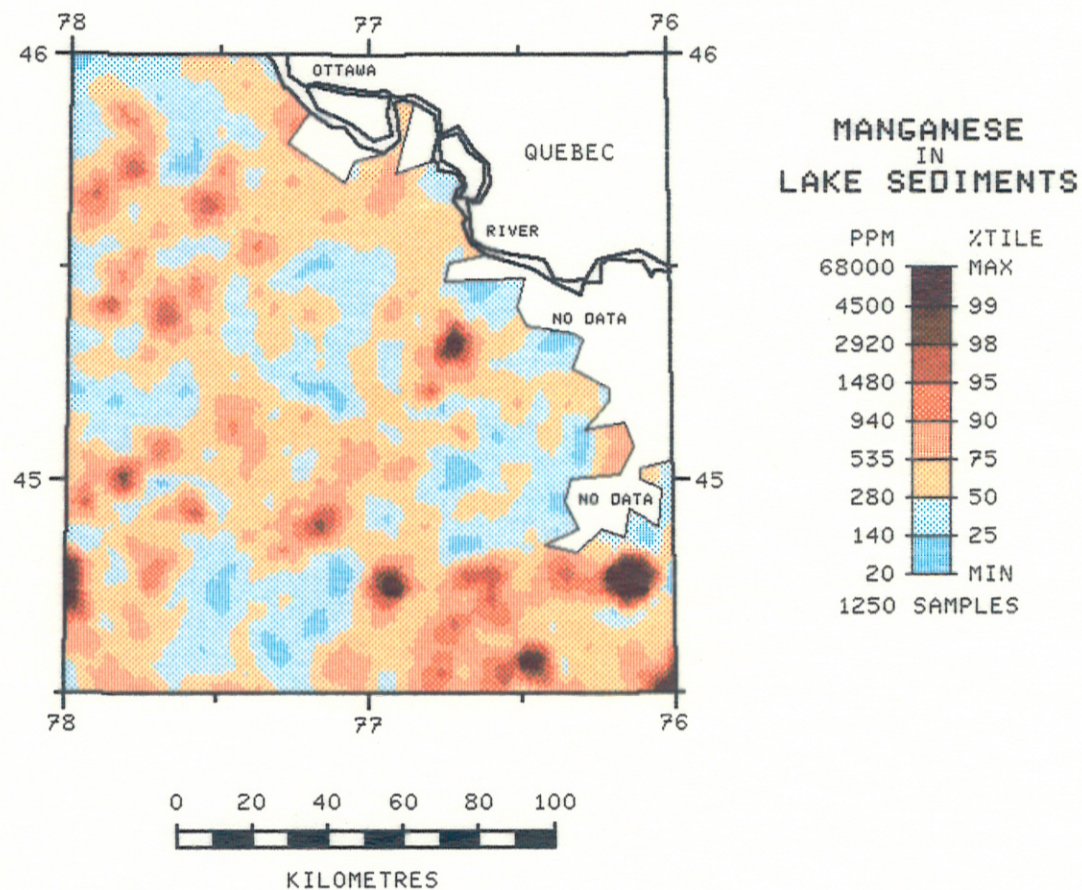 78 77 76
46 46
OTTAWA
QUEBEC
RIVER
NO DATA
45 45
NO DATA
78 77 76
0 20 40 60 80 100
KILOMETRES
MANGANESE
IN
LAKE SEDIMENTS
PPM %TILE
68000 MAX
4500 99
2920 98
1480 95
940 90
535 75
280 50
140 25
20 MIN
1250 SAMPLES